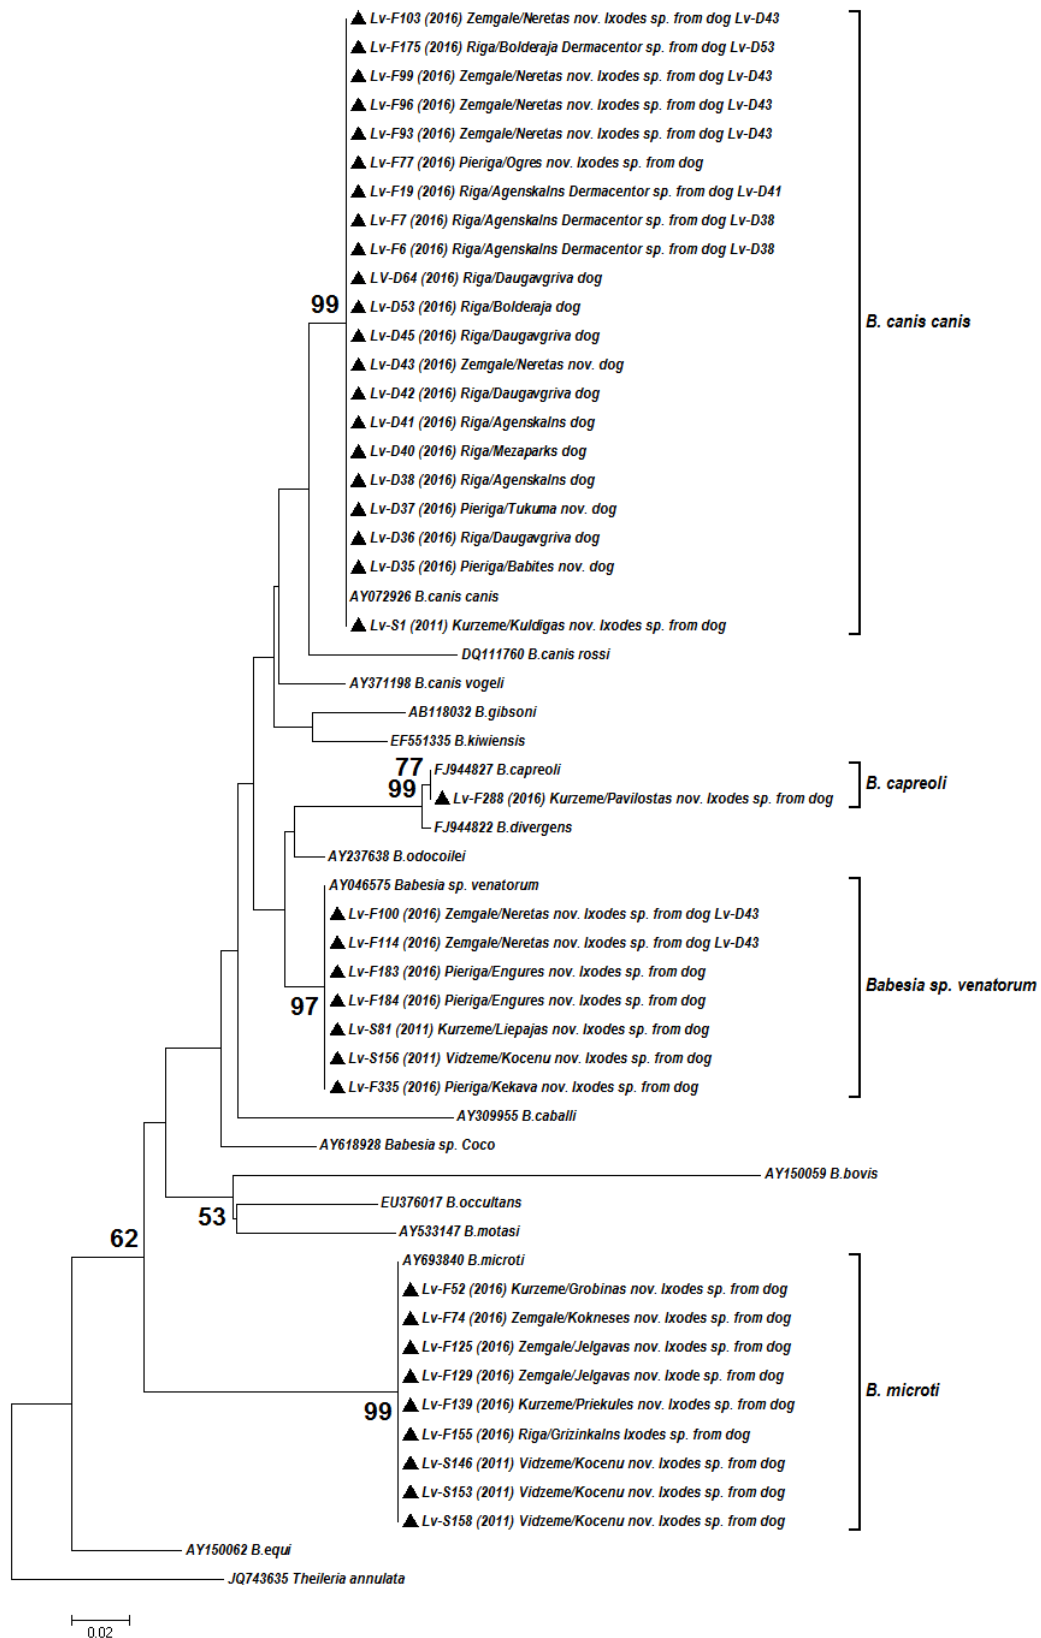 Lv-F103 (2016) Zemgale/Neretas nov. Ixodes sp. from dog Lv-D43
Lv-F175 (2016) Riga/Bolderaja Dermacentor sp. from dog Lv-D53
Lv-F99 (2016) Zemgale/Neretas nov. Ixodes sp. from dog Lv-D43
Lv-F96 (2016) Zemgale/Neretas nov. Ixodes sp. from dog Lv-D43
Lv-F93 (2016) Zemgale/Neretas nov. Ixodes sp. from dog Lv-D43
Lv-F77 (2016) Pieriga/Ogres nov. Ixodes sp. from dog
Lv-F19 (2016) Riga/Agenskalns Dermacentor sp. from dog Lv-D41
Lv-F7 (2016) Riga/Agenskalns Dermacentor sp. from dog Lv-D38
Lv-F6 (2016) Riga/Agenskalns Dermacentor sp. from dog Lv-D38
LV-D64 (2016) Riga/Daugavgriva dog
99
Lv-D53 (2016) Riga/Bolderaja dog
B. canis canis
Lv-D45 (2016) Riga/Daugavgriva dog
Lv-D43 (2016) Zemgale/Neretas nov. dog
Lv-D42 (2016) Riga/Daugavgriva dog
Lv-D41 (2016) Riga/Agenskalns dog
Lv-D40 (2016) Riga/Mezaparks dog
Lv-D38 (2016) Riga/Agenskalns dog
Lv-D37 (2016) Pieriga/Tukuma nov. dog
Lv-D36 (2016) Riga/Daugavgriva dog
Lv-D35 (2016) Pieriga/Babites nov. dog
AY072926 B.canis canis
Lv-S1 (2011) Kurzeme/Kuldigas nov. Ixodes sp. from dog
DQ111760 B.canis rossi
AY371198 B.canis vogeli
AB118032 B.gibsoni
EF551335 B.kiwiensis
77
FJ944827 B.capreoli
B. capreoli
99
Lv-F288 (2016) Kurzeme/Pavilostas nov. Ixodes sp. from dog
FJ944822 B.divergens
AY237638 B.odocoilei
AY046575 Babesia sp. venatorum
Lv-F100 (2016) Zemgale/Neretas nov. Ixodes sp. from dog Lv-D43
Lv-F114 (2016) Zemgale/Neretas nov. Ixodes sp. from dog Lv-D43
Lv-F183 (2016) Pieriga/Engures nov. Ixodes sp. from dog
Babesia sp. venatorum
97
Lv-F184 (2016) Pieriga/Engures nov. Ixodes sp. from dog
Lv-S81 (2011) Kurzeme/Liepajas nov. Ixodes sp. from dog
Lv-S156 (2011) Vidzeme/Kocenu nov. Ixodes sp. from dog
Lv-F335 (2016) Pieriga/Kekava nov. Ixodes sp. from dog
AY309955 B.caballi
AY618928 Babesia sp. Coco
AY150059 B.bovis
EU376017 B.occultans
53
AY533147 B.motasi
62
AY693840 B.microti
Lv-F52 (2016) Kurzeme/Grobinas nov. Ixodes sp. from dog
Lv-F74 (2016) Zemgale/Kokneses nov. Ixodes sp. from dog
Lv-F125 (2016) Zemgale/Jelgavas nov. Ixodes sp. from dog
Lv-F129 (2016) Zemgale/Jelgavas nov. Ixode sp. from dog
B. microti
99
Lv-F139 (2016) Kurzeme/Priekules nov. Ixodes sp. from dog
Lv-F155 (2016) Riga/Grizinkalns Ixodes sp. from dog
Lv-S146 (2011) Vidzeme/Kocenu nov. Ixodes sp. from dog
Lv-S153 (2011) Vidzeme/Kocenu nov. Ixodes sp. from dog
Lv-S158 (2011) Vidzeme/Kocenu nov. Ixodes sp. from dog
AY150062 B.equi
JQ743635 Theileria annulata
0.02